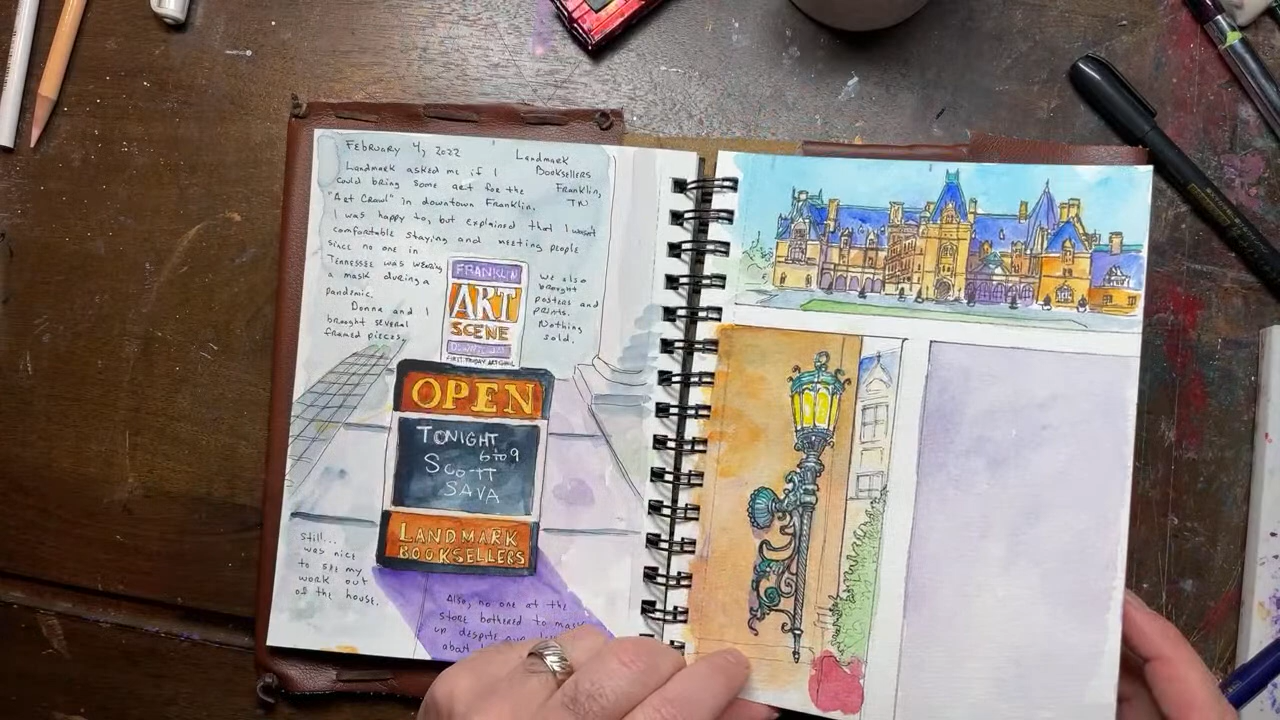 February 4, 2022
Landmark
Booksellers
Franklin,
TN
Landmark asked me if I
could bring some art for the
"Art Crawl" in downtown Franklin.
I was happy to, but explained that I wasn't
comfortable staying and meeting people
since no one in
Tennessee was wearing
a mask during a
pandemic.
Donna and I
brought several
framed pieces.
We also
brought
posters and
prints.
Nothing
sold.
FRANKLIN
ART
SCENE
DOWNTOWN
FIRST FRIDAY ART CRAWL
OPEN
TONIGHT
6 to 9
SCOTT
SAVA
LANDMARK
BOOKSELLERS
Still...
was nice
to see my
work out
of the house.
Also, no one at the
store bothered to mask
up despite our